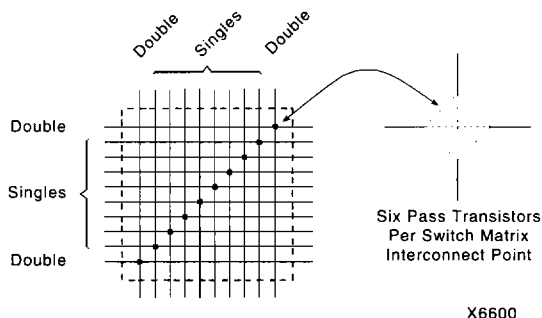 Double
Singles
Double
Double
Singles
Double
Six Pass Transistors
Per Switch Matrix
Interconnect Point
X6600